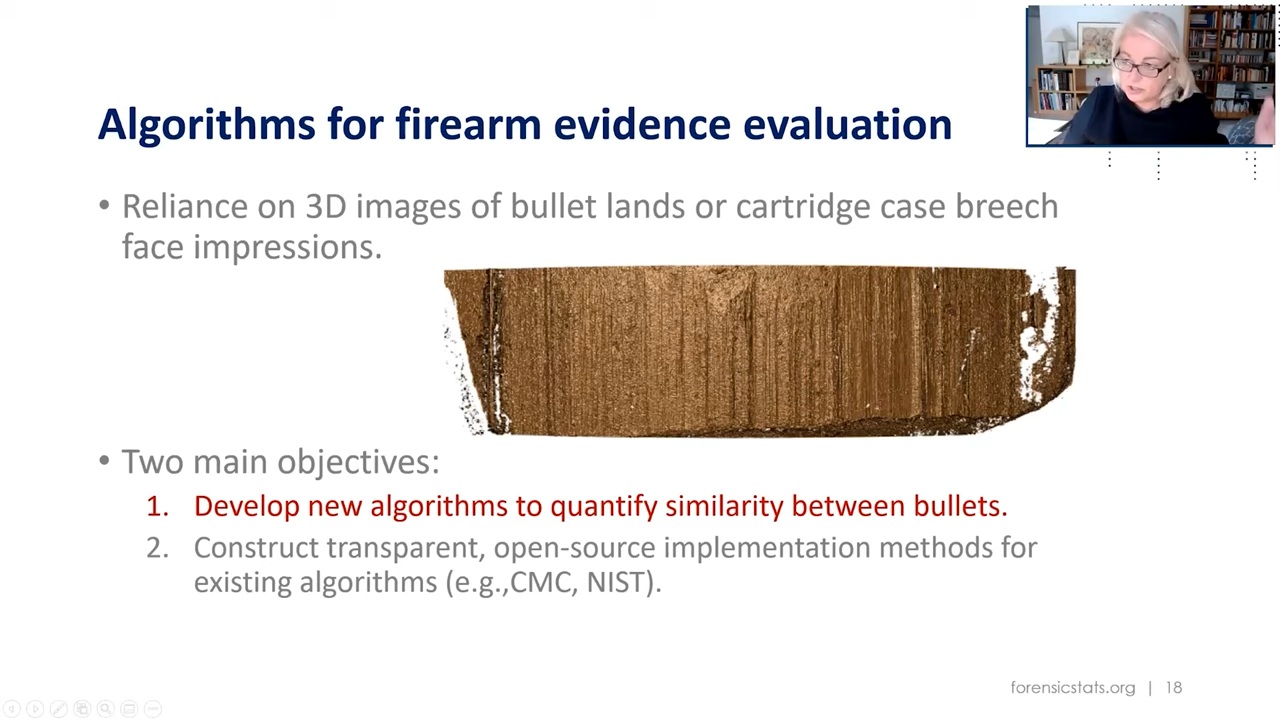 Algorithms for firearm evidence evaluation
• Reliance on 3D images of bullet lands or cartridge case breech
face impressions.
• Two main objectives:
1. Develop new algorithms to quantify similarity between bullets.
2. Construct transparent, open-source implementation methods for
existing algorithms (e.g.,CMC, NIST).
forensicstats.org | 18